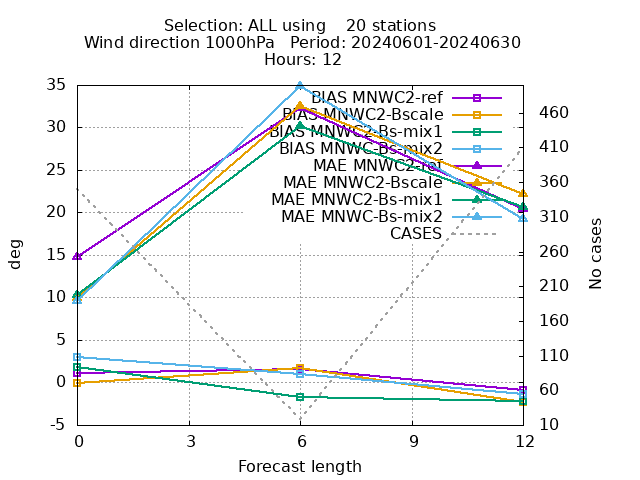 Selection: ALL using    20 stations
Wind direction 1000hPa   Period: 20240601-20240630
Hours: 12
BIAS MNWC2-ref
BIAS MNWC2-Bscale
BIAS MNWC2-Bs-mix1
BIAS MNWC-Bs-mix2
MAE MNWC2-ref
MAE MNWC2-Bscale
MAE MNWC2-Bs-mix1
MAE MNWC-Bs-mix2
CASES
35
30
25
20
15
10
5
0
-5
deg
460
410
360
310
260
210
160
110
60
10
No cases
0
3
6
9
12
Forecast length